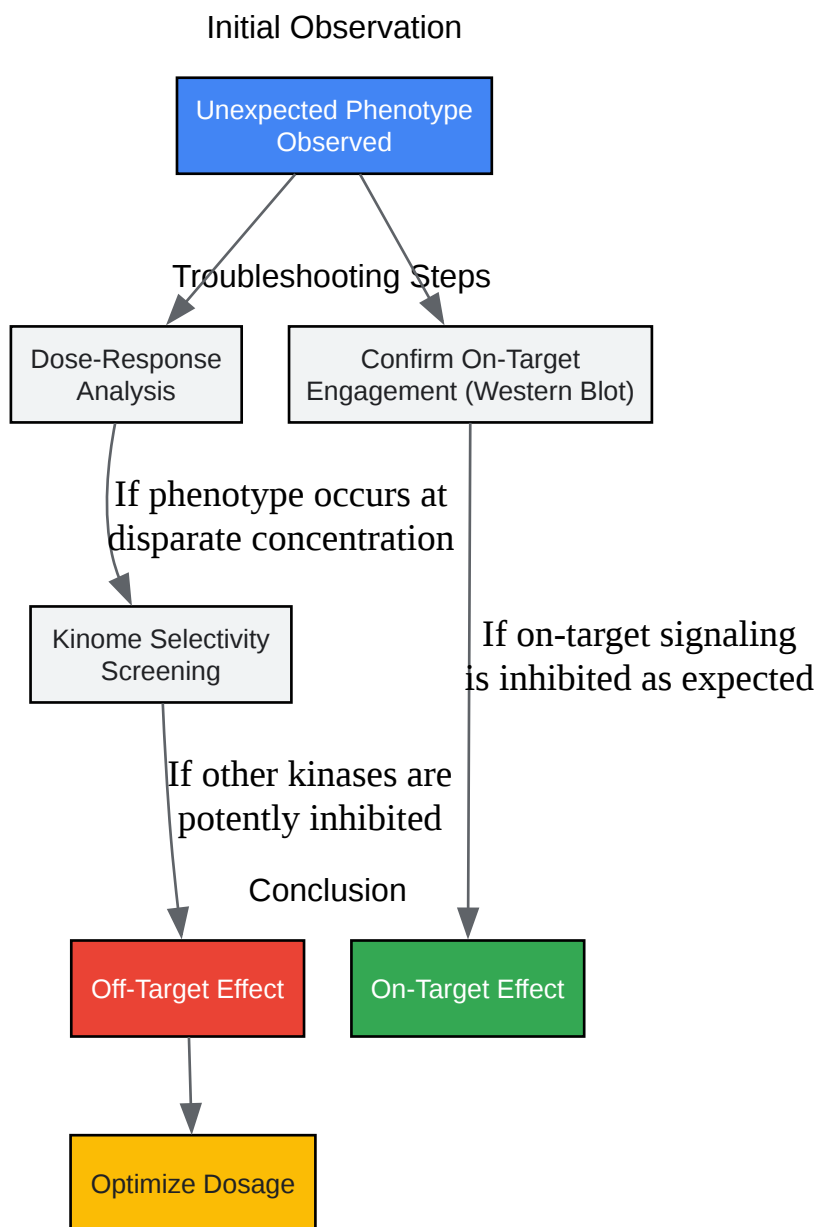 Initial Observation
Unexpected Phenotype
Observed
Troubleshooting Steps
Dose-Response
Analysis
Confirm On-Target
Engagement (Western Blot)
If phenotype occurs at
disparate concentration
If on-target signaling
is inhibited as expected
Kinome Selectivity
Screening
If other kinases are
potently inhibited
Conclusion
Off-Target Effect
On-Target Effect
Optimize Dosage